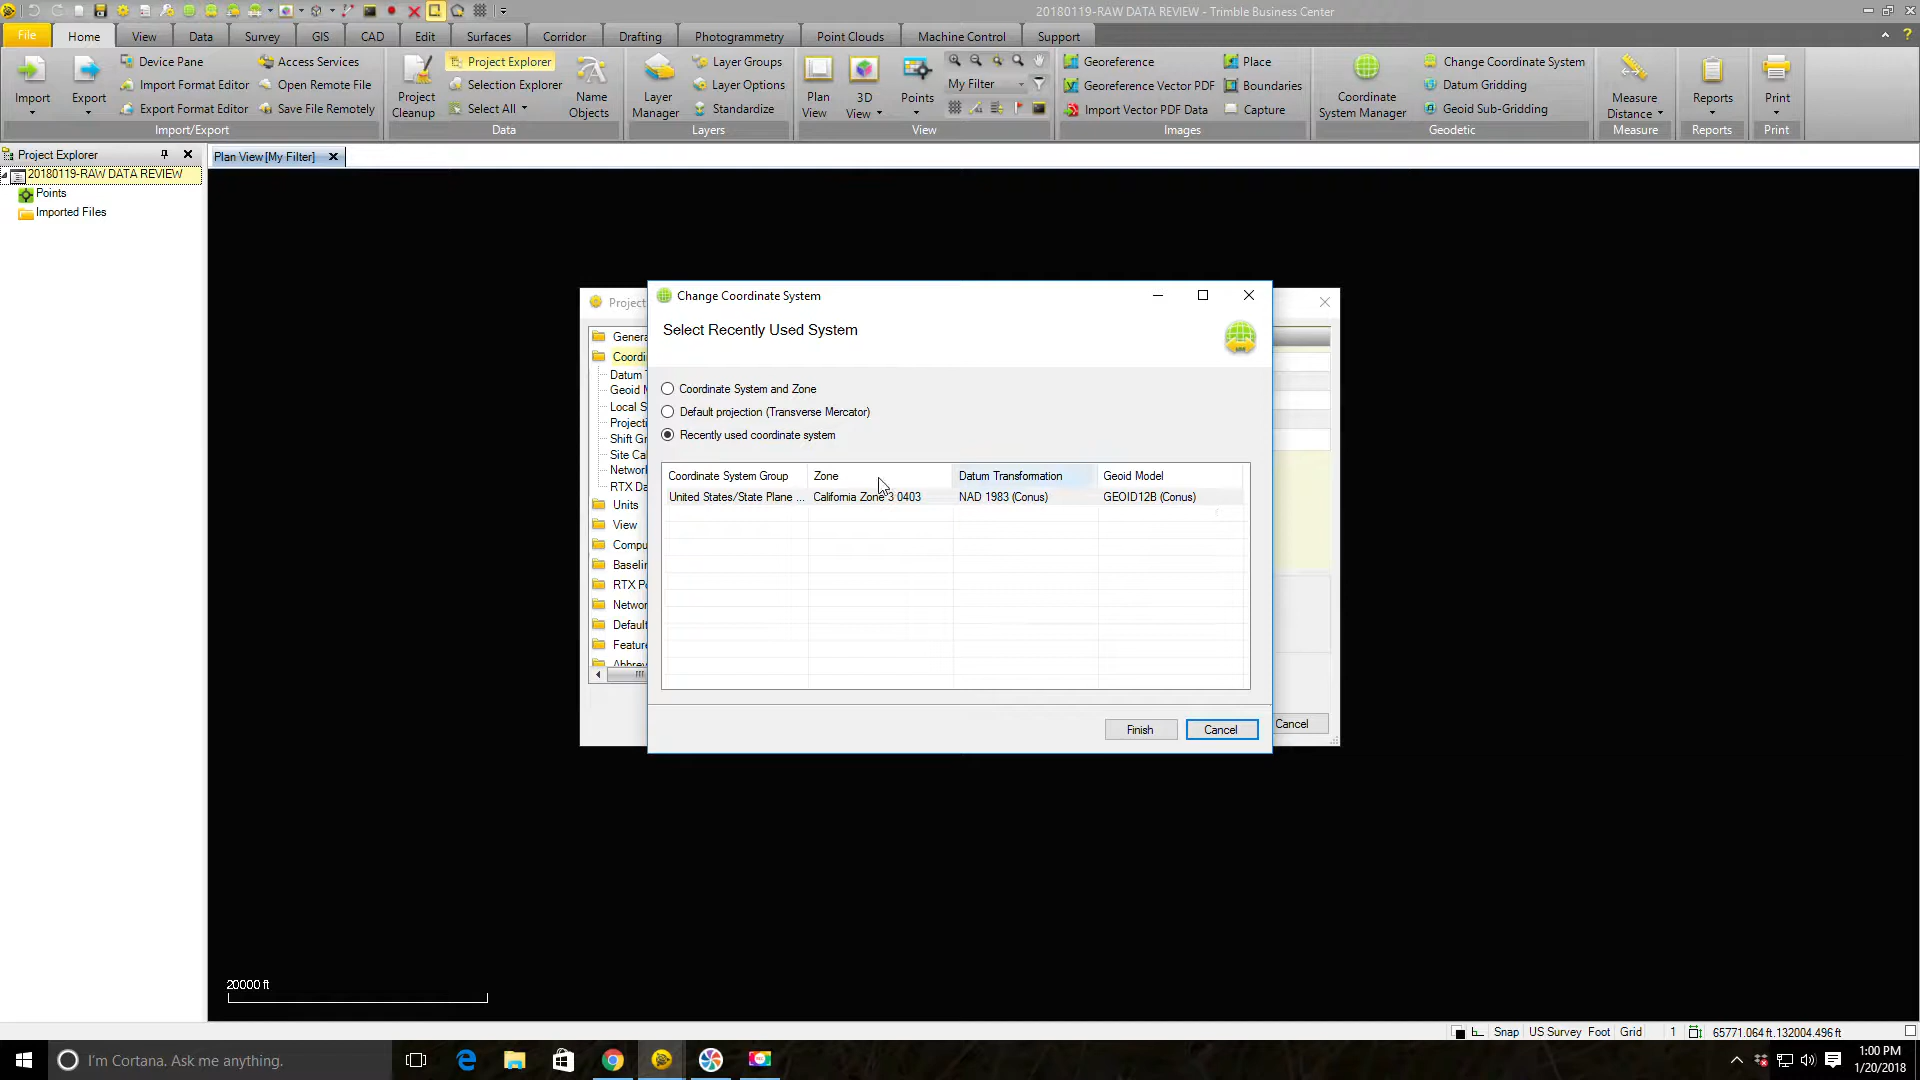 20180119-RAW DATA REVIEW - Trimble Business Center
File
Home
View
Data
Survey
GIS
CAD
Edit
Surfaces
Corridor
Drafting
Photogrammetry
Point Clouds
Machine Control
Support
Import
Export
Device Pane
Import Format Editor
Export Format Editor
Access Services
Open Remote File
Save File Remotely
Import/Export
Project
Cleanup
Project Explorer
Selection Explorer
Select All
Name
Objects
Data
Layer
Manager
Layer Groups
Layer Options
Standardize
Layers
Plan
View
3D
View
Points
My Filter
View
Georeference
Georeference Vector PDF
Import Vector PDF Data
Place
Boundaries
Capture
Images
Coordinate
System Manager
Change Coordinate System
Datum Gridding
Geoid Sub-Gridding
Geodetic
Measure
Distance
Measure
Reports
Reports
Print
Print
Project Explorer
20180119-RAW DATA REVIEW
Points
Imported Files
Plan View [My Filter]
Project
Genera
Coordi
Datum
Geoid M
Local S
Projecti
Shift Gr
Site Ca
Network
RTX Da
Units
View
Compu
Baselin
RTX Po
Networ
Default
Feature
Abbrev
Cancel
Change Coordinate System
Select Recently Used System
Coordinate System and Zone
Default projection (Transverse Mercator)
Recently used coordinate system
Coordinate System Group Zone Datum Transformation Geoid Model
United States/State Plane ... California Zone 3 0403 NAD 1983 (Conus) GEOID12B (Conus)
Finish
Cancel
20000 ft
Snap US Survey Foot Grid 1 65771.064 ft,132004.496 ft
I'm Cortana. Ask me anything.
1:00 PM
1/20/2018